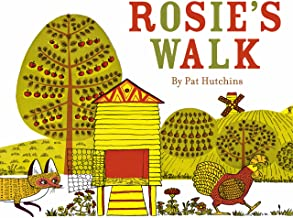 ROSIE'S
WALK
By Pat Hutchins